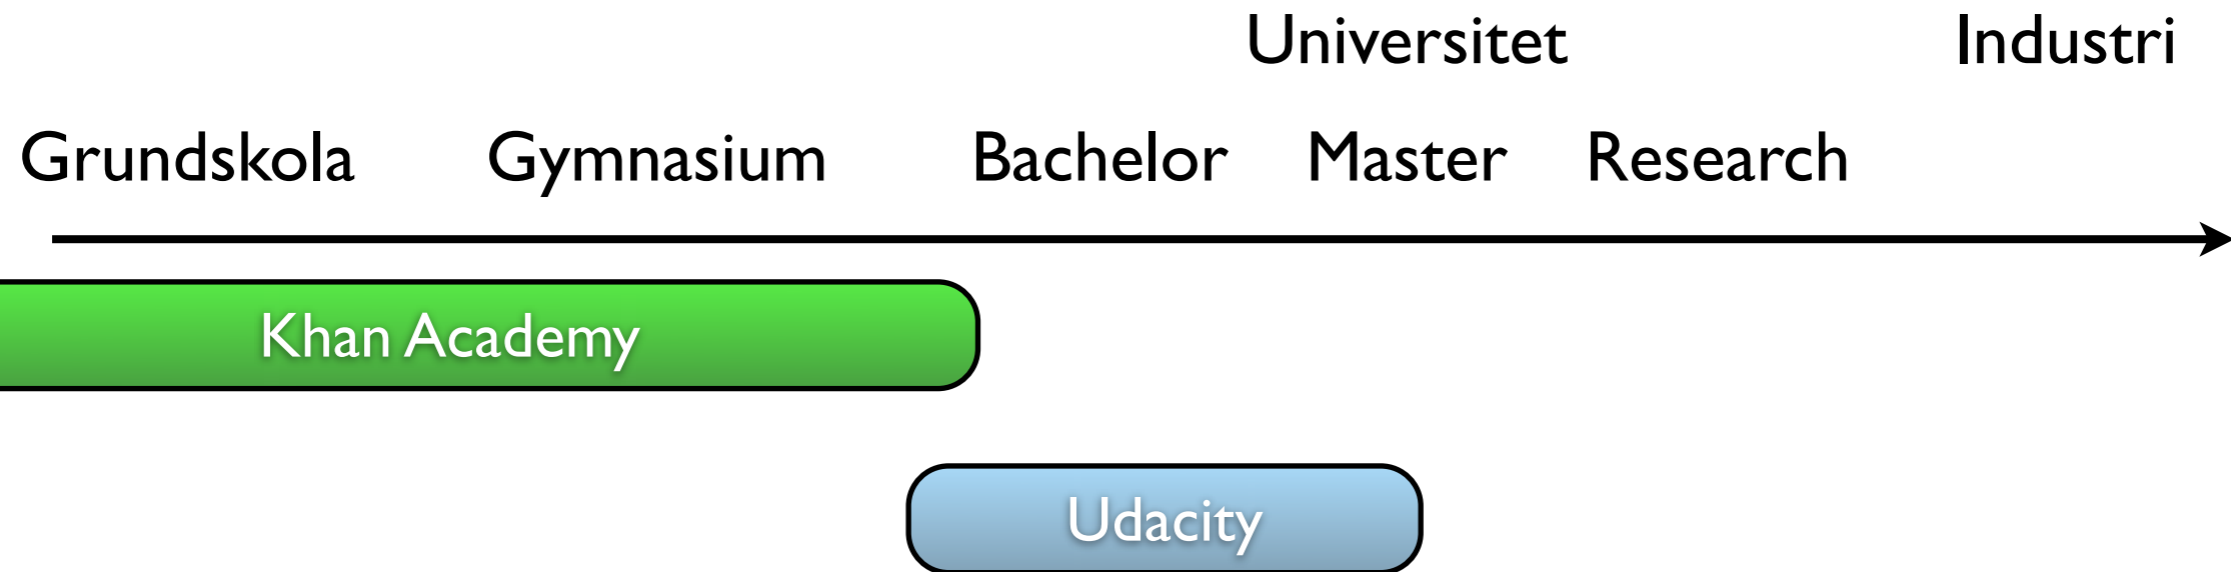 Universitet Industri
Grundskola Gymnasium Bachelor Master Research
Khan Academy
Udacity